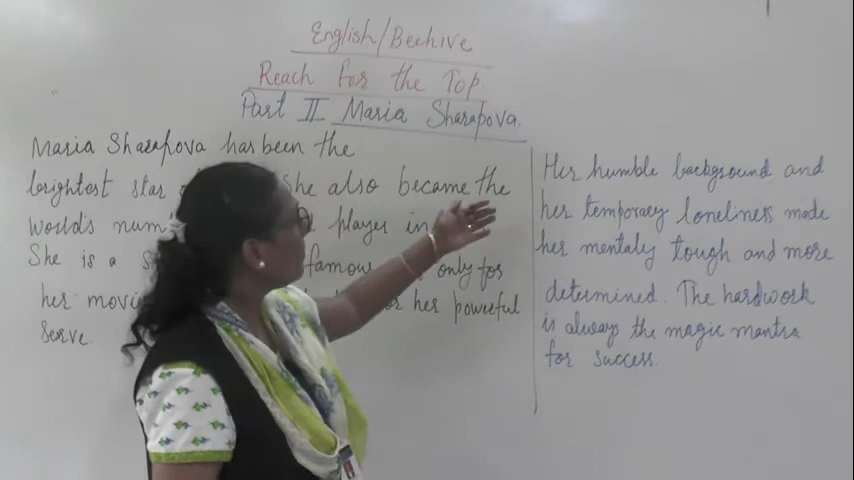 English/Beehive
Reach for the Top
Part II Maria Sharapova.
Maria Sharapova has been the
brightest star she also became the
world's player in
She is a famous only for
her her powerful
serve.
Her humble background and
her temporary loneliness made
her mentaly tough and more
determined. The hardwork
is always the magic mantra
for success.